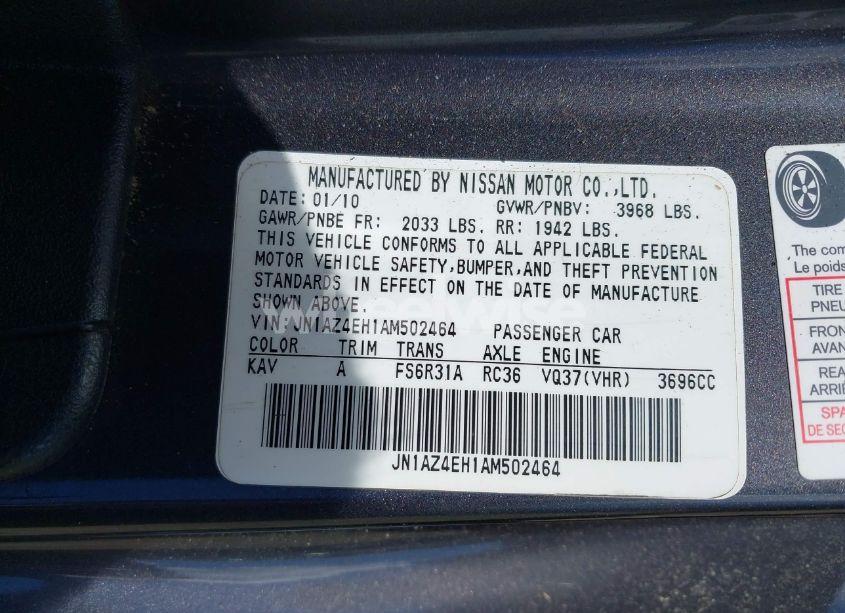 MANUFACTURED BY NISSAN MOTOR CO.,LTD.
DATE: 01/10 GVWR/PNBV: 3968 LBS.
GAWR/PNBE FR: 2033 LBS. RR: 1942 LBS.
THIS VEHICLE CONFORMS TO ALL APPLICABLE FEDERAL
MOTOR VEHICLE SAFETY,BUMPER,AND THEFT PREVENTION
STANDARDS IN EFFECT ON THE DATE OF MANUFACTURE
SHOWN ABOVE.
VIN:JN1AZ4EH1AM502464 PASSENGER CAR
COLOR TRIM TRANS AXLE ENGINE
KAV A FS6R31A RC36 VQ37(VHR) 3696CC
JN1AZ4EH1AM502464
The com
Le poids
TIRE
PNEU
FRON
AVAN
REA
ARRIÈ
SPA
DE SEC